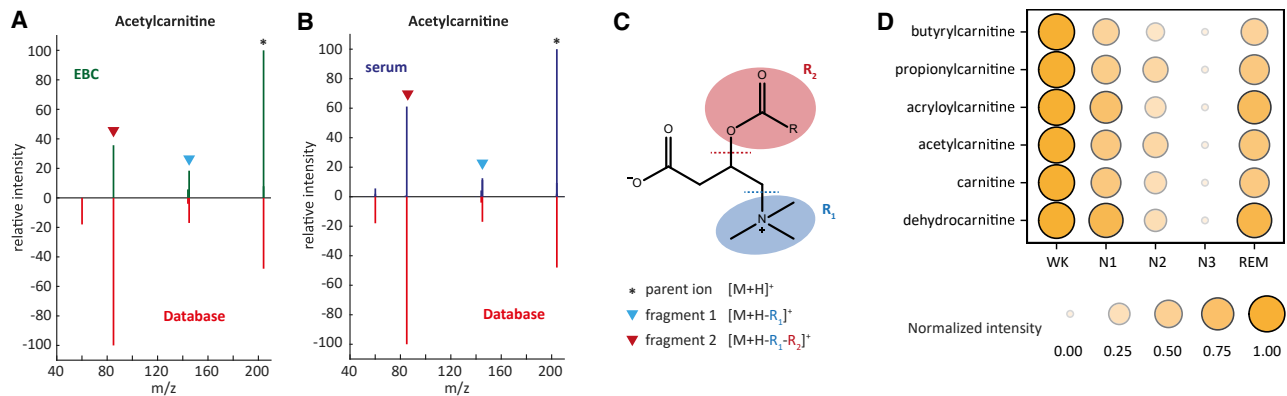 A
Acetylcarnitine
100
80
60
40
20
0
-20
-40
-60
-80
-100
relative intensity
EBC
*
Database
40
80
120
160
200
m/z
B
Acetylcarnitine
100
80
60
40
20
0
-20
-40
-60
-80
-100
relative intensity
serum
*
Database
40
80
120
160
200
m/z
C
R₂
O
O
R
O
⁻O
N
+
R₁
* parent ion [M+H]⁺
fragment 1 [M+H-R₁]⁺
fragment 2 [M+H-R₁-R₂]⁺
D
butyrylcarnitine
propionylcarnitine
acryloylcarnitine
acetylcarnitine
carnitine
dehydrocarnitine
WK N1 N2 N3 REM
Normalized intensity
0.00 0.25 0.50 0.75 1.00